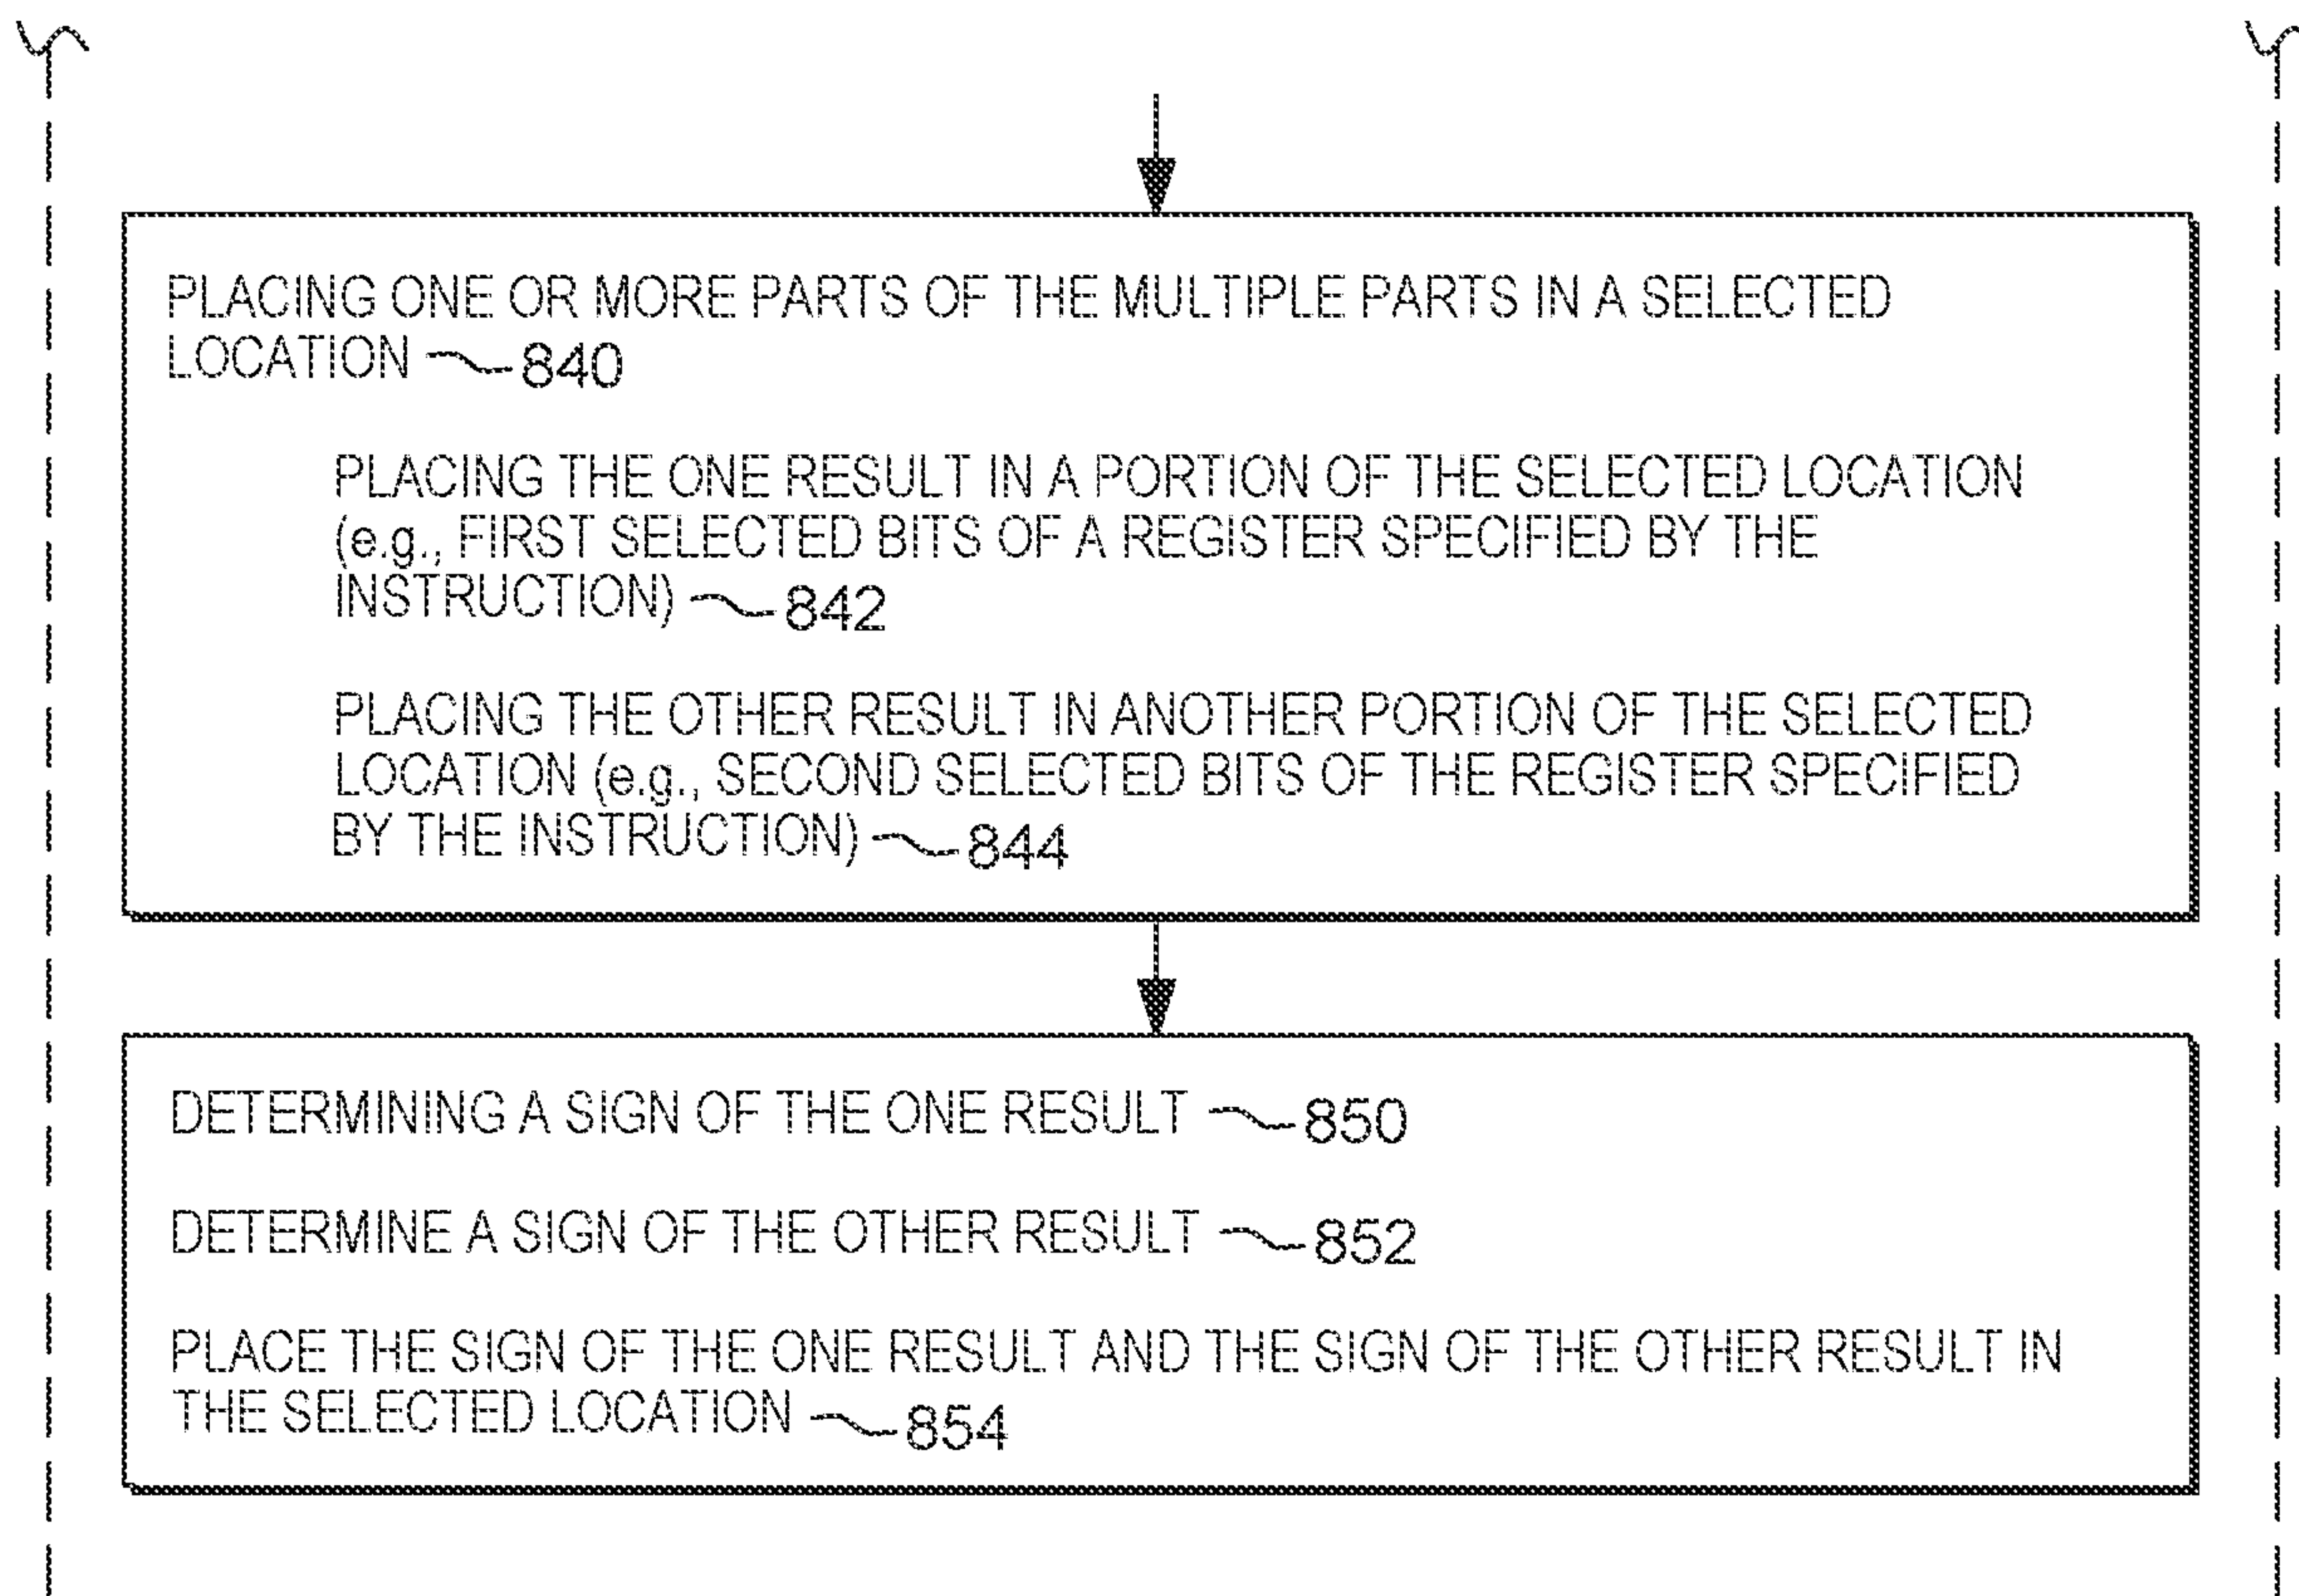 PLACING ONE OR MORE PARTS OF THE MULTIPLE PARTS IN A SELECTED
LOCATION 840
PLACING THE ONE RESULT IN A PORTION OF THE SELECTED LOCATION
(e.g., FIRST SELECTED BITS OF A REGISTER SPECIFIED BY THE
INSTRUCTION) 842
PLACING THE OTHER RESULT IN ANOTHER PORTION OF THE SELECTED
LOCATION (e.g., SECOND SELECTED BITS OF THE REGISTER SPECIFIED
BY THE INSTRUCTION) 844
DETERMINING A SIGN OF THE ONE RESULT 850
DETERMINE A SIGN OF THE OTHER RESULT 852
PLACE THE SIGN OF THE ONE RESULT AND THE SIGN OF THE OTHER RESULT IN
THE SELECTED LOCATION 854